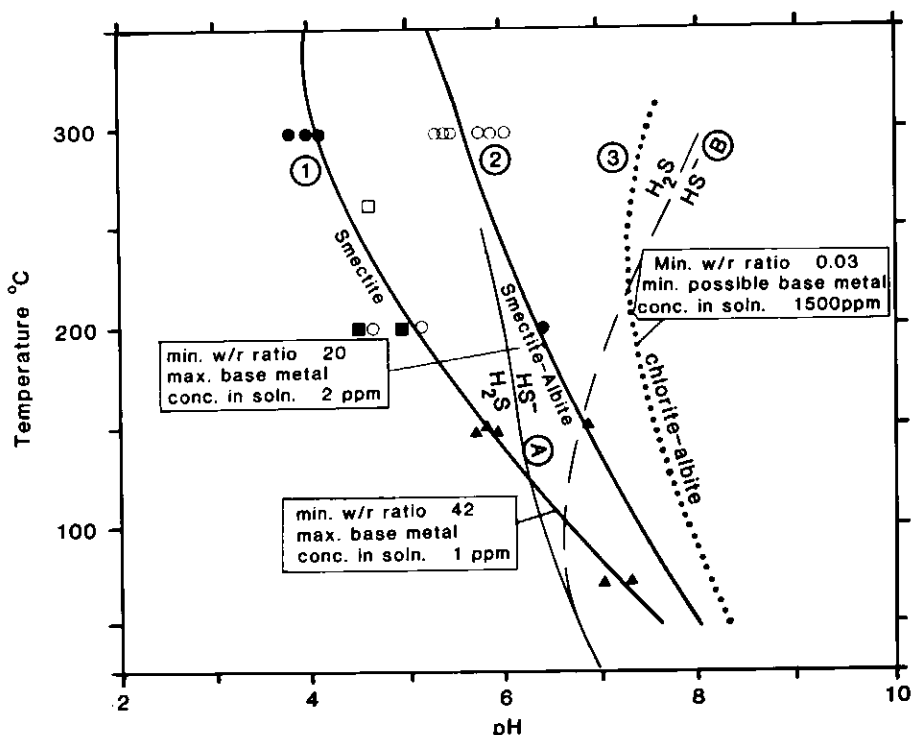 300
200
100
Temperature °C
2
4
6
8
10
pH
1
2
3
A
B
Smectite
Smectite-Albite
chlorite-albite
H2S
HS-
H2S
HS-
Min. w/r ratio 0.03
min. possible base metal
conc. in soln. 1500ppm
min. w/r ratio 20
max. base metal
conc. in soln. 2 ppm
min. w/r ratio 42
max. base metal
conc. in soln. 1 ppm